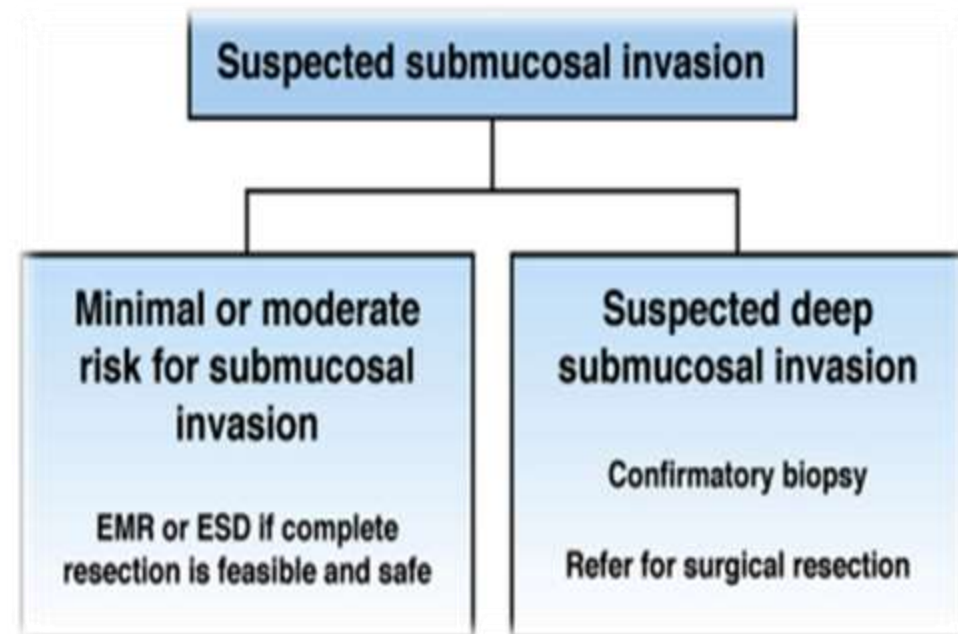 Suspected submucosal invasion
Minimal or moderate
risk for submucosal
invasion
EMR or ESD if complete
resection is feasible and safe
Suspected deep
submucosal invasion
Confirmatory biopsy
Refer for surgical resection